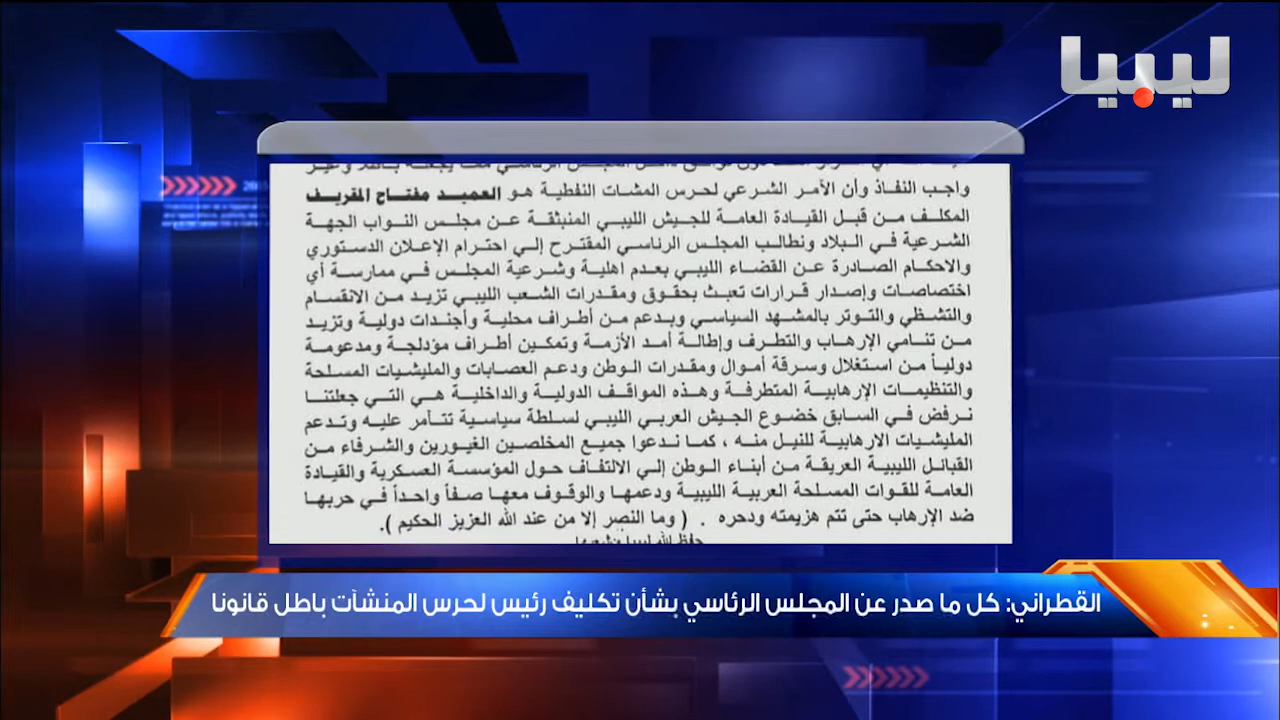 ليبيا
واجب النفاذ وأن الآمر الشرعي لحرس المشات النفطية هو العميد مفتاح المقريف
المكلف من قبل القيادة العامة للجيش الليبي المنبثقة عن مجلس النواب الجهة
الشرعية في البلاد ونطالب المجلس الرئاسي المقترح إلي احترام الإعلان الدستوري
والاحكام الصادرة عن القضاء الليبي بعدم اهلية وشرعية المجلس في ممارسة أي
اختصاصات وإصدار قرارات تعبث بحقوق ومقدرات الشعب الليبي تزيد من الانقسام
والتشظي والتوتر بالمشهد السياسي وبدعم من أطراف محلية وأجندات دولية وتزيد
من تنامي الإرهاب والتطرف وإطالة أمد الأزمة وتمكين أطراف مؤدلجة ومدعومة
دولياً من استغلال وسرقة أموال ومقدرات الوطن ودعم العصابات والمليشيات المسلحة
والتنظيمات الإرهابية المتطرفة وهذه المواقف الدولية والداخلية هي التي جعلتنا
نرفض في السابق خضوع الجيش العربي الليبي لسلطة سياسية تتأمر عليه وتدعم
المليشيات الارهابية للنيل منه ، كما ندعوا جميع المخلصين الغيورين والشرفاء من
القبائل الليبية العريقة من أبناء الوطن إلي الالتفاف حول المؤسسة العسكرية والقيادة
العامة للقوات المسلحة العربية الليبية ودعمها والوقوف معها صفاً واحداً في حربها
ضد الإرهاب حتى تتم هزيمته ودحره . ( وما النصر إلا من عند الله العزيز الحكيم ).
القطراني: كل ما صدر عن المجلس الرئاسي بشأن تكليف رئيس لحرس المنشآت باطل قانونا